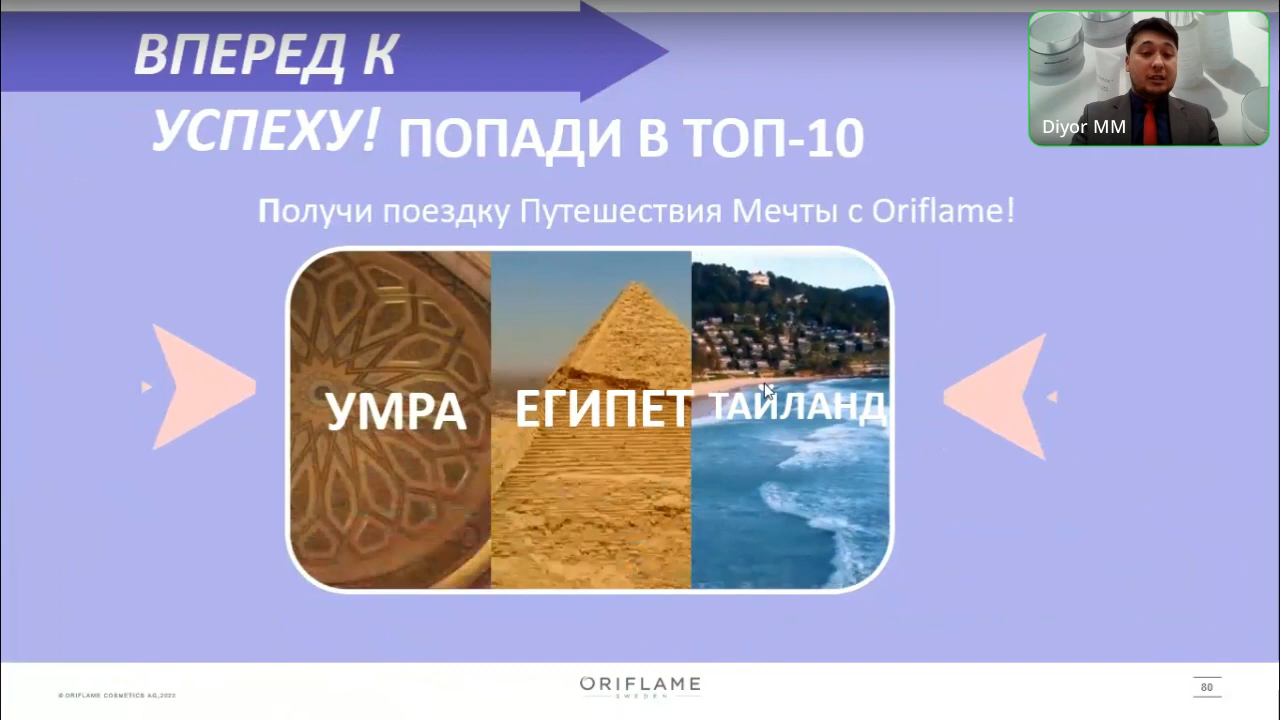 ВПЕРЕД К
УСПЕХУ!
ПОПАДИ В ТОП-10
Получи поездку Путешествия Мечты с Oriflame!
УМРА
ЕГИПЕТ
ТАЙЛАНД
Diyor MM
© ORIFLAME COSMETICS AG,2020
ORIFLAME
SWEDEN
80